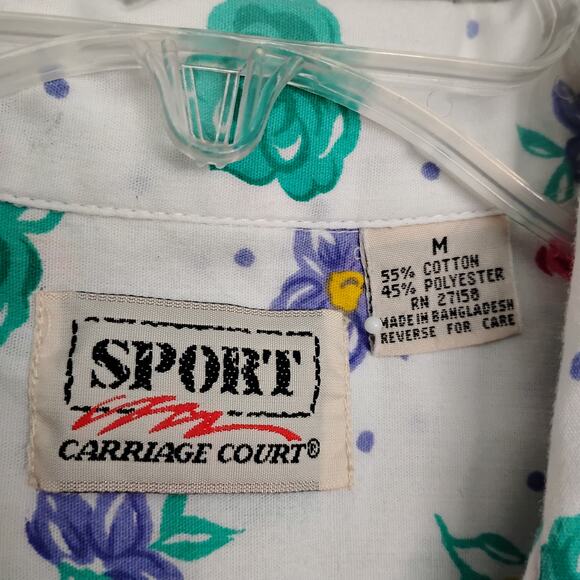 M
55% COTTON
45% POLYESTER
RN 27158
MADE IN BANGLADESH
REVERSE FOR CARE
SPORT
CARRIAGE COURT®